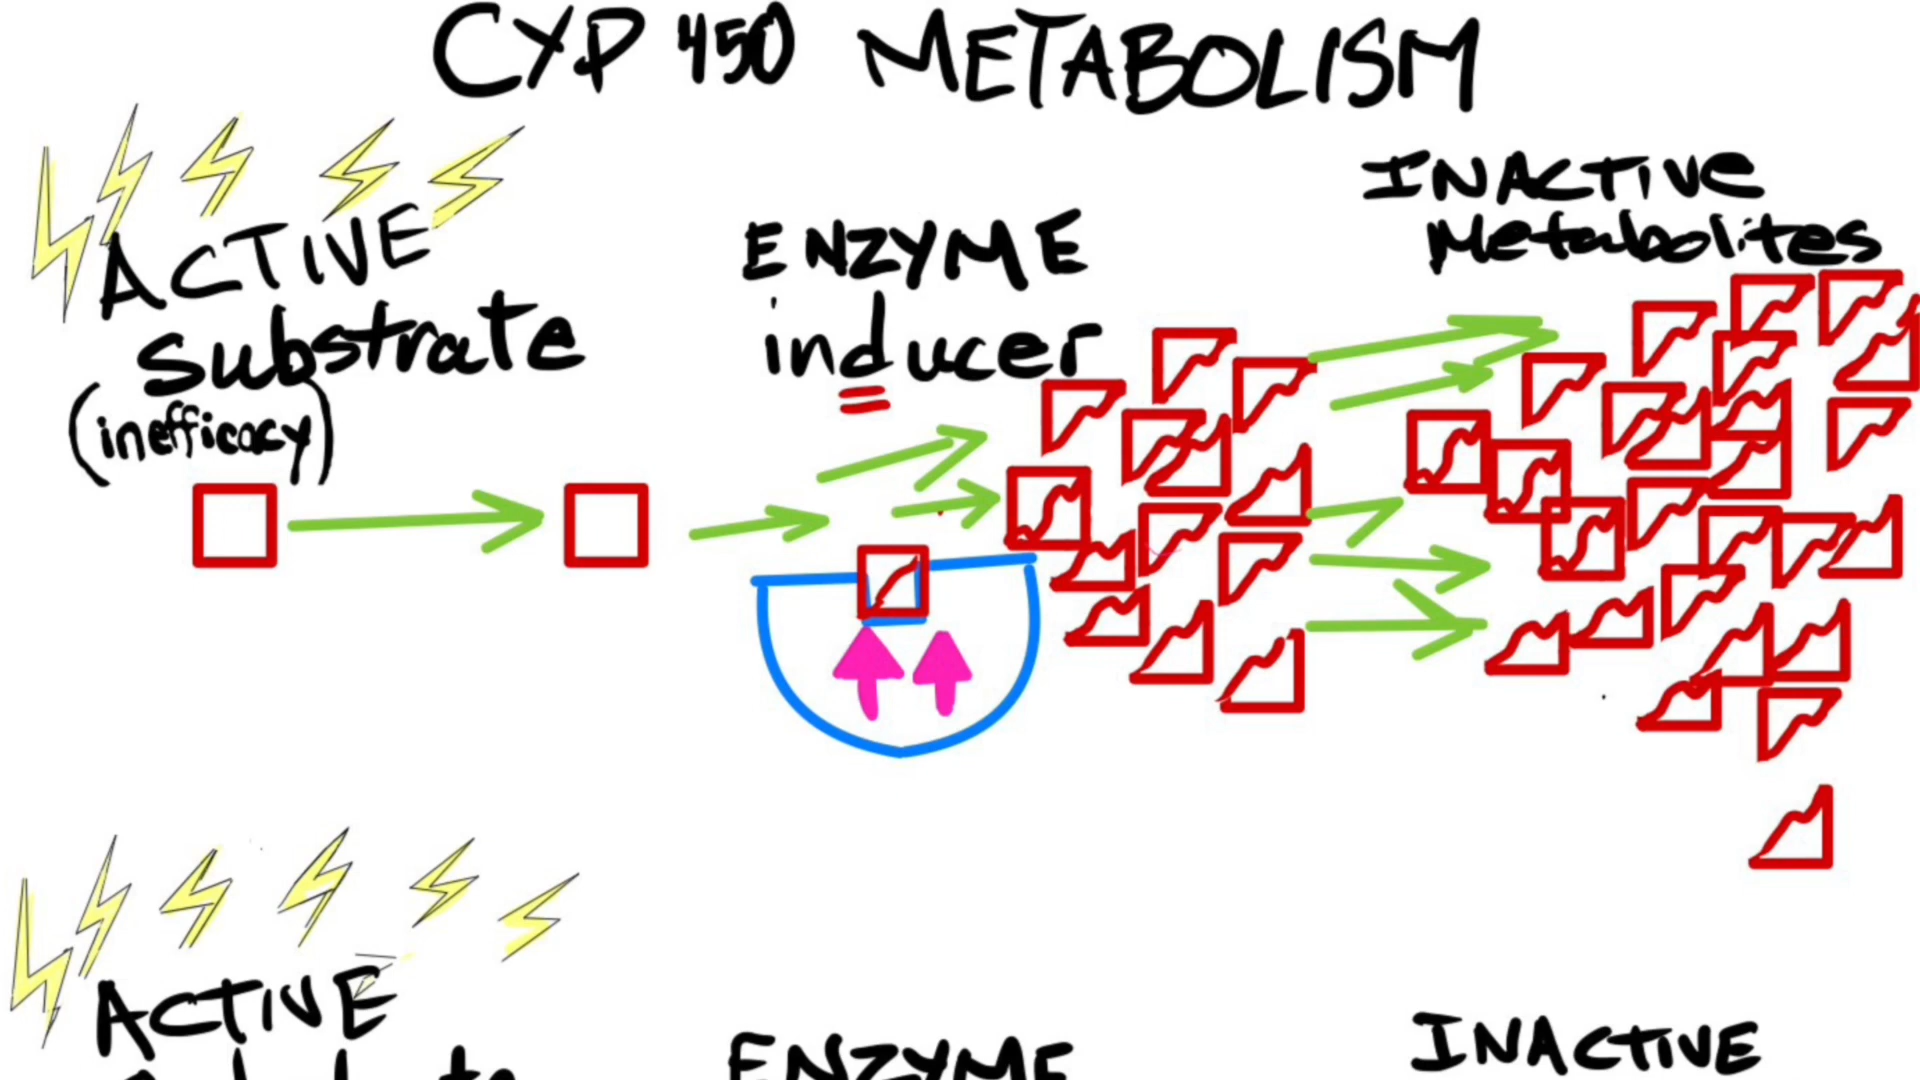 CYP 450 METABOLISM
ACTIVE
substrate
(inefficacy)
ENZYME
inducer
INACTIVE
Metabolites
ACTIVE
ENZYME
INACTIVE